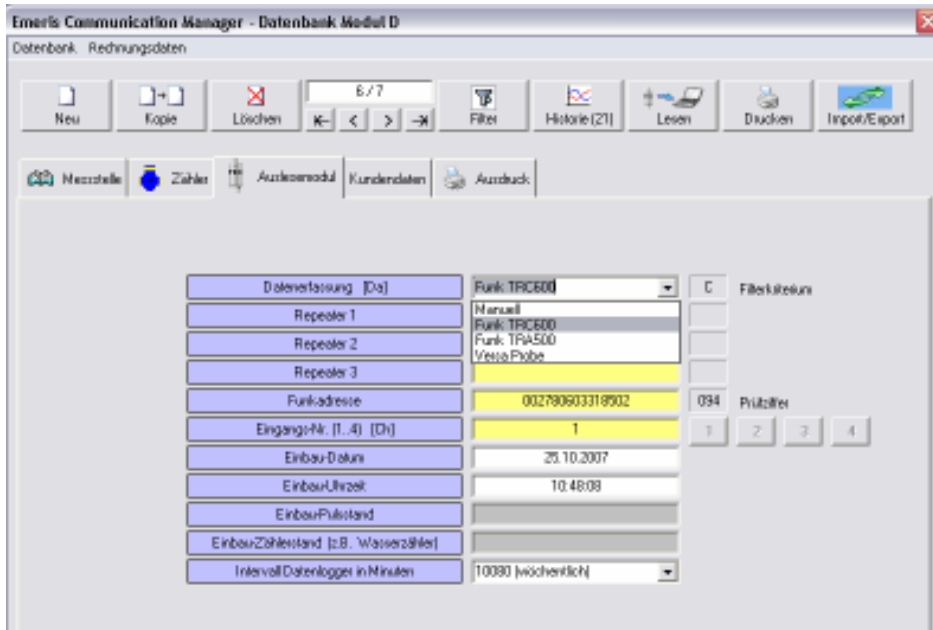 Emeris Communication Manager - Datenbank Modul D
Datenbank Rechnungsdaten
Neu Kopie Löschen 6/7 Filter Historie (21) Lesen Drucken Import/Export
Messstelle Zähler Auslesemodul Kundendaten Ausdruck
Datenerfassung [Da] Funk TRC600 C Filterkriterium
Repeater 1 Manuell
Funk TRC600
Repeater 2 Funk TRA500
Versa Probe
Repeater 3
Funkadresse 002780603318502 094 Prüfziffer
Eingangs-Nr. (1..4) [Ch] 1 1 2 3 4
Einbau-Datum 25.10.2007
Einbau-Uhrzeit 10:48:08
Einbau-Pulsstand
Einbau-Zählerstand (z.B. Wasserzähler)
Intervall Datenlogger in Minuten 10080 (wöchentlich)